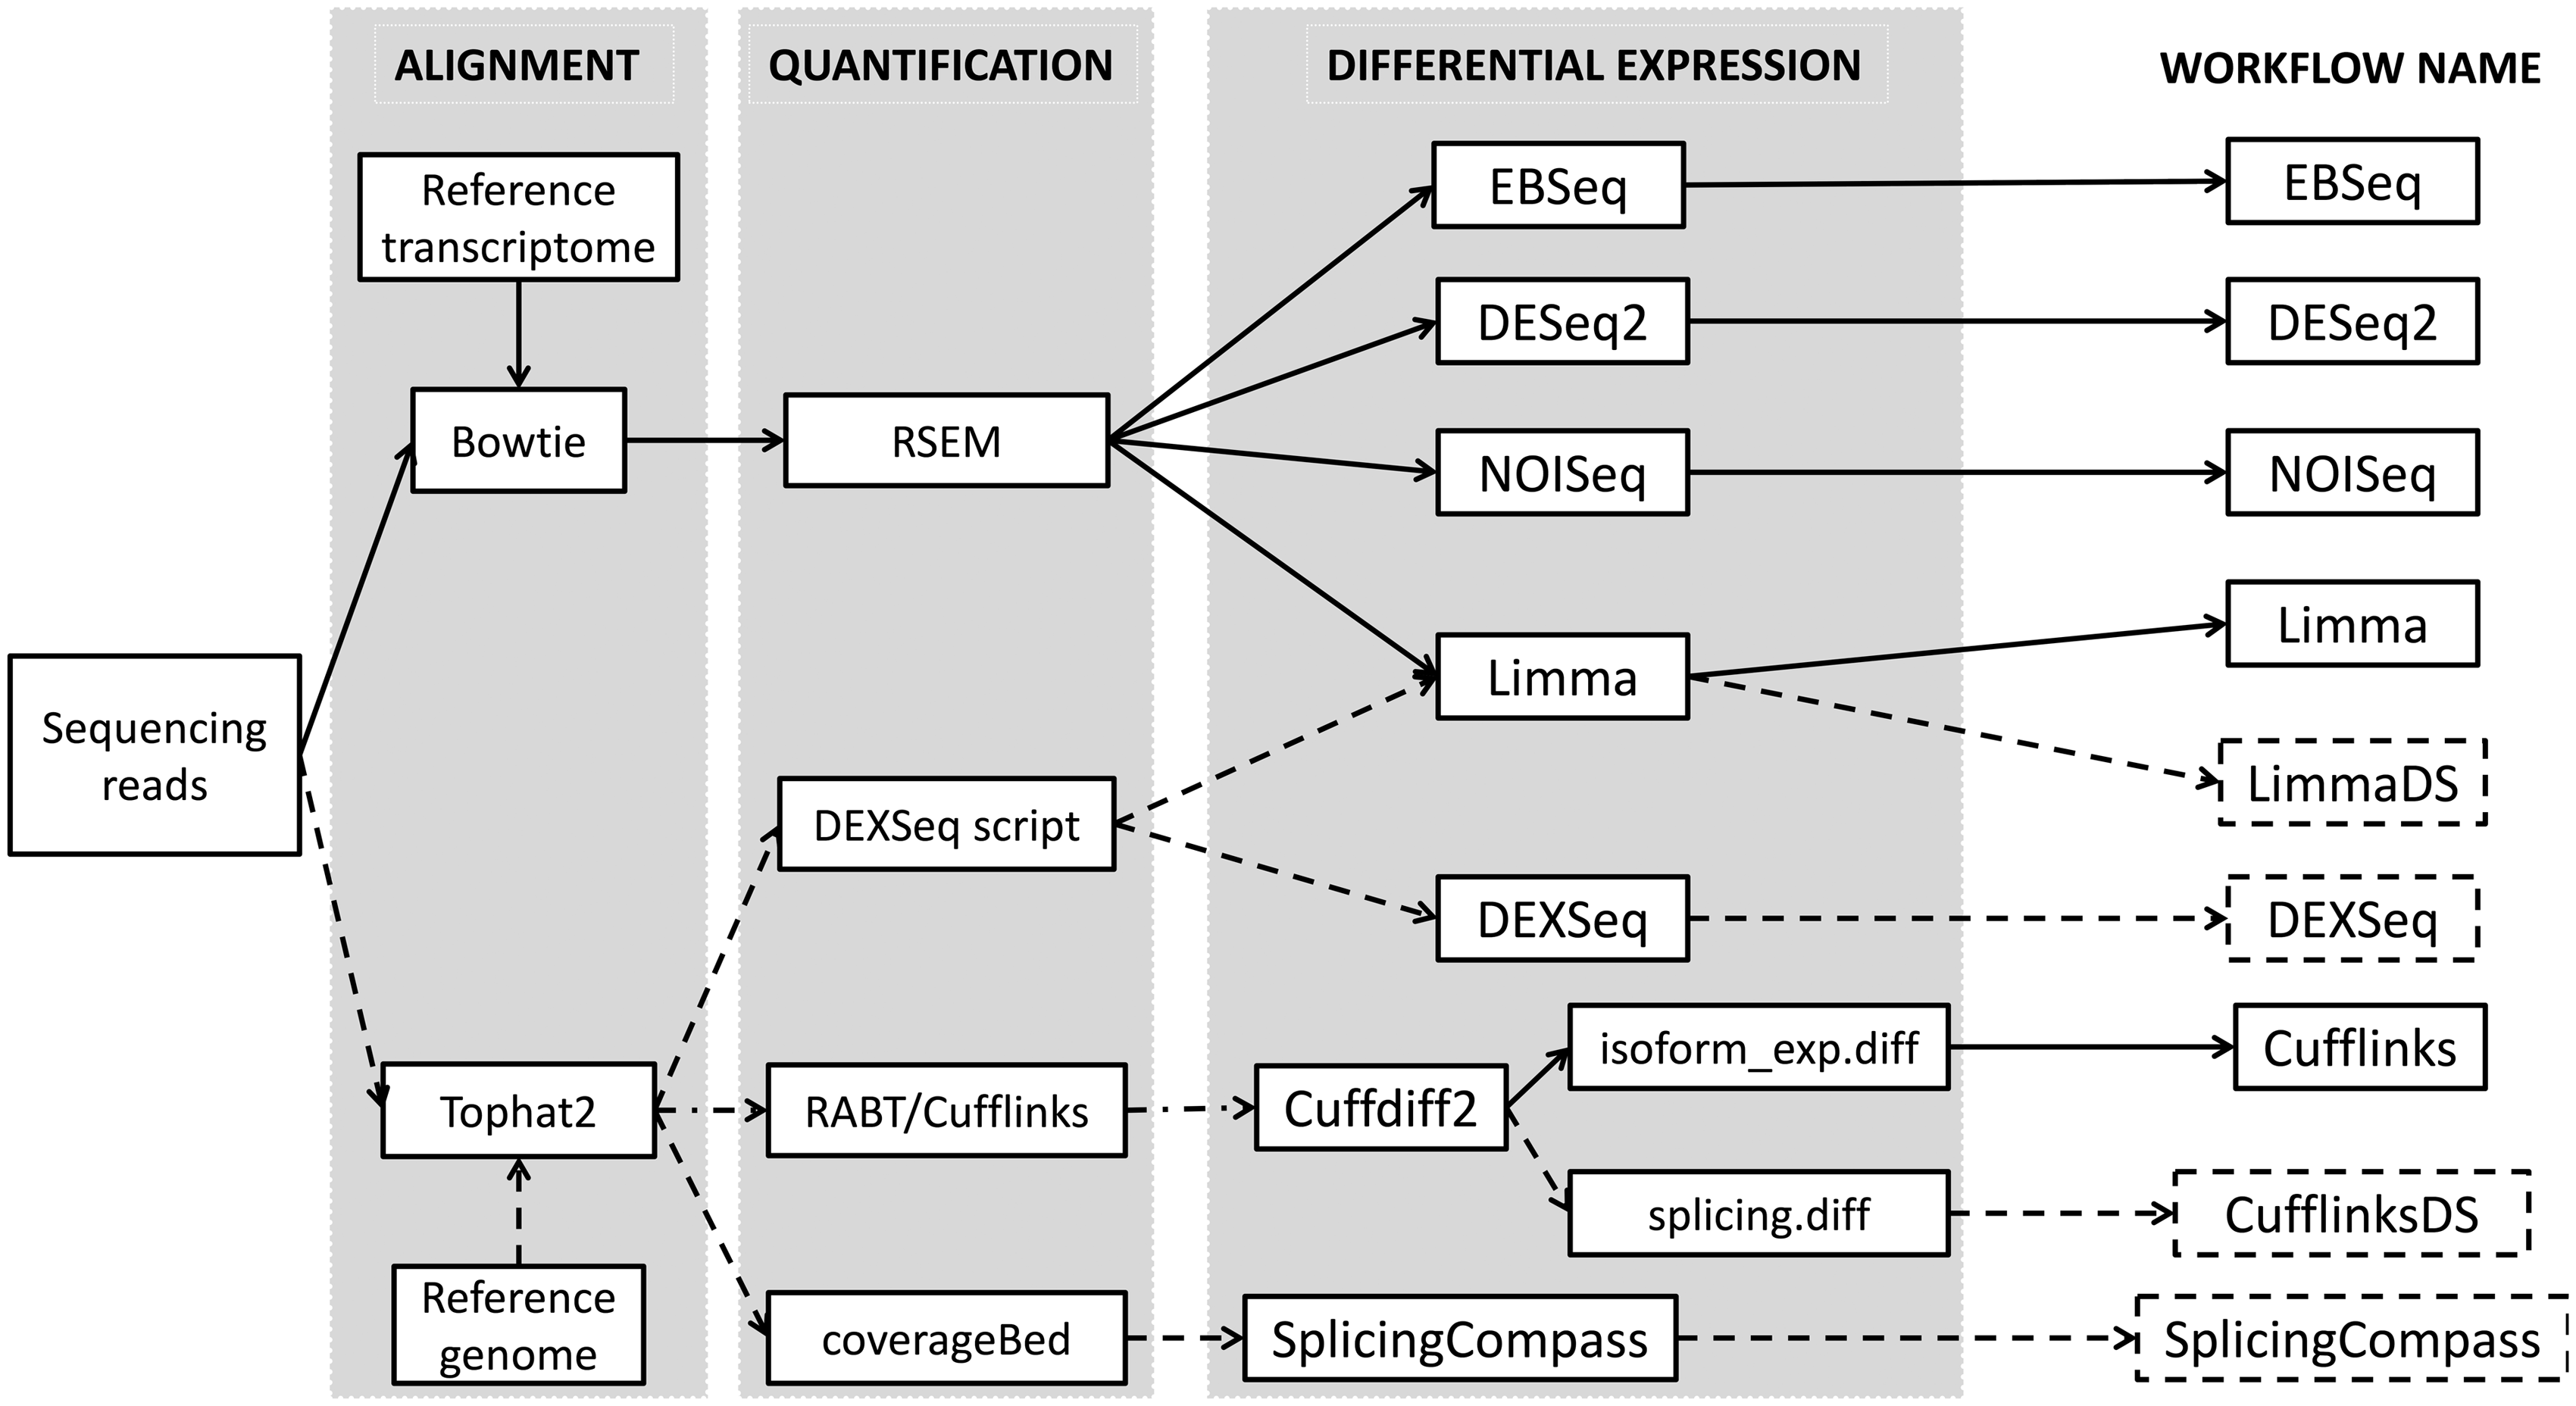 ALIGNMENT
QUANTIFICATION
DIFFERENTIAL EXPRESSION
WORKFLOW NAME
Reference
transcriptome
Bowtie
RSEM
EBSeq
EBSeq
DESeq2
DESeq2
NOISeq
NOISeq
Limma
Limma
LimmaDS
Sequencing
reads
DEXSeq script
DEXSeq
DEXSeq
Tophat2
RABT/Cufflinks
Cuffdiff2
isoform_exp.diff
Cufflinks
splicing.diff
CufflinksDS
Reference
genome
coverageBed
SplicingCompass
SplicingCompass